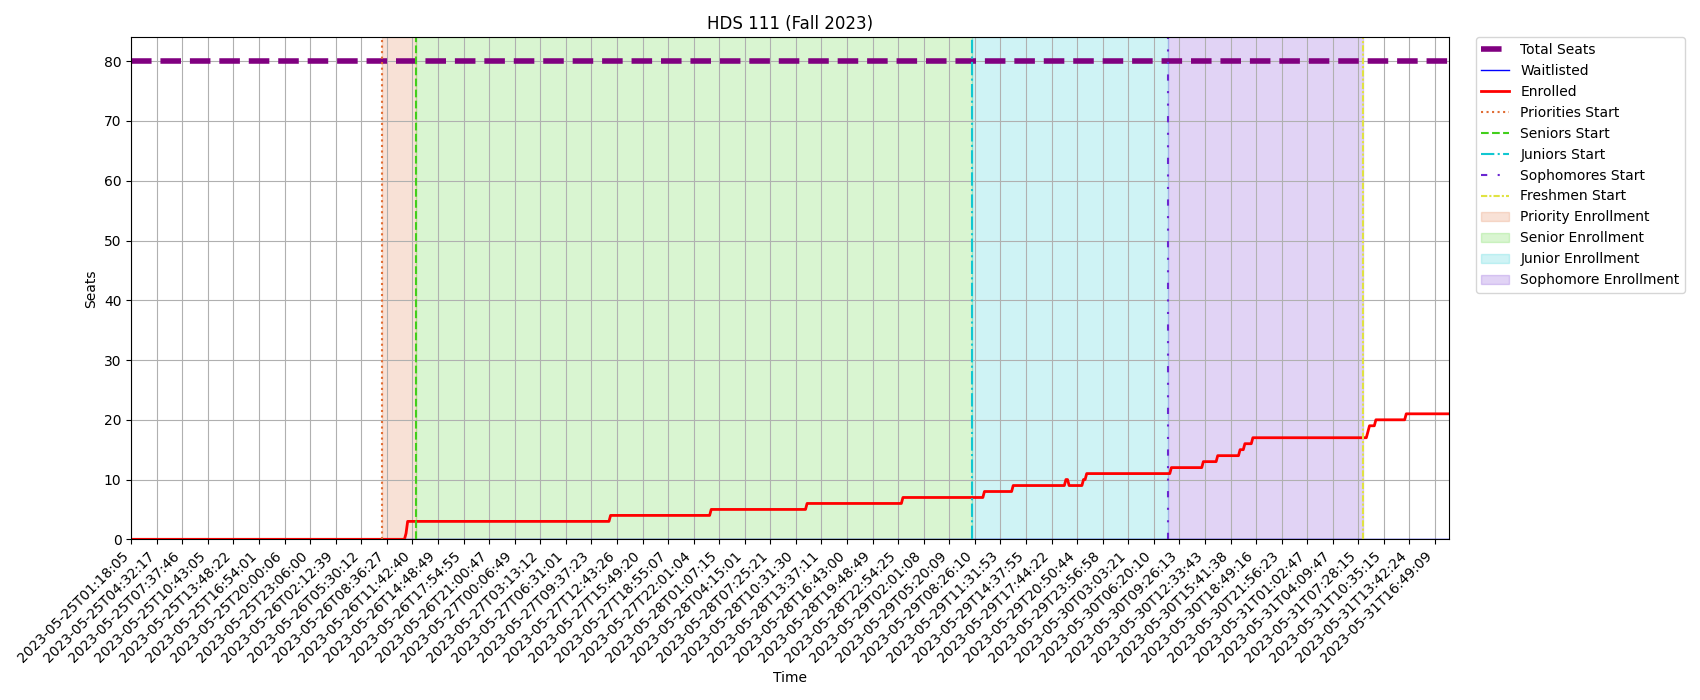 HDS 111 (Fall 2023)
80
70
60
50
40
30
20
10
0
Seats
2023-05-25T01:18:05
2023-05-25T04:32:17
2023-05-25T07:37:46
2023-05-25T10:43:05
2023-05-25T13:48:22
2023-05-25T16:54:01
2023-05-25T20:00:06
2023-05-25T23:06:00
2023-05-26T02:12:39
2023-05-26T05:30:12
2023-05-26T08:36:27
2023-05-26T11:42:40
2023-05-26T14:48:49
2023-05-26T17:54:55
2023-05-26T21:00:47
2023-05-27T00:06:49
2023-05-27T03:13:12
2023-05-27T06:31:01
2023-05-27T09:37:23
2023-05-27T12:43:26
2023-05-27T15:49:20
2023-05-27T18:55:07
2023-05-27T22:01:04
2023-05-28T01:07:15
2023-05-28T04:15:01
2023-05-28T07:25:21
2023-05-28T10:31:30
2023-05-28T13:37:11
2023-05-28T16:43:00
2023-05-28T19:48:49
2023-05-28T22:54:25
2023-05-29T02:01:08
2023-05-29T05:20:09
2023-05-29T08:26:10
2023-05-29T11:31:53
2023-05-29T14:37:55
2023-05-29T17:44:22
2023-05-29T20:50:44
2023-05-29T23:56:58
2023-05-30T03:03:21
2023-05-30T06:20:10
2023-05-30T09:26:13
2023-05-30T12:33:43
2023-05-30T15:41:38
2023-05-30T18:49:16
2023-05-30T21:56:23
2023-05-31T01:02:47
2023-05-31T04:09:47
2023-05-31T07:28:15
2023-05-31T10:35:15
2023-05-31T13:42:24
2023-05-31T16:49:09
Time
Total Seats
Waitlisted
Enrolled
Priorities Start
Seniors Start
Juniors Start
Sophomores Start
Freshmen Start
Priority Enrollment
Senior Enrollment
Junior Enrollment
Sophomore Enrollment